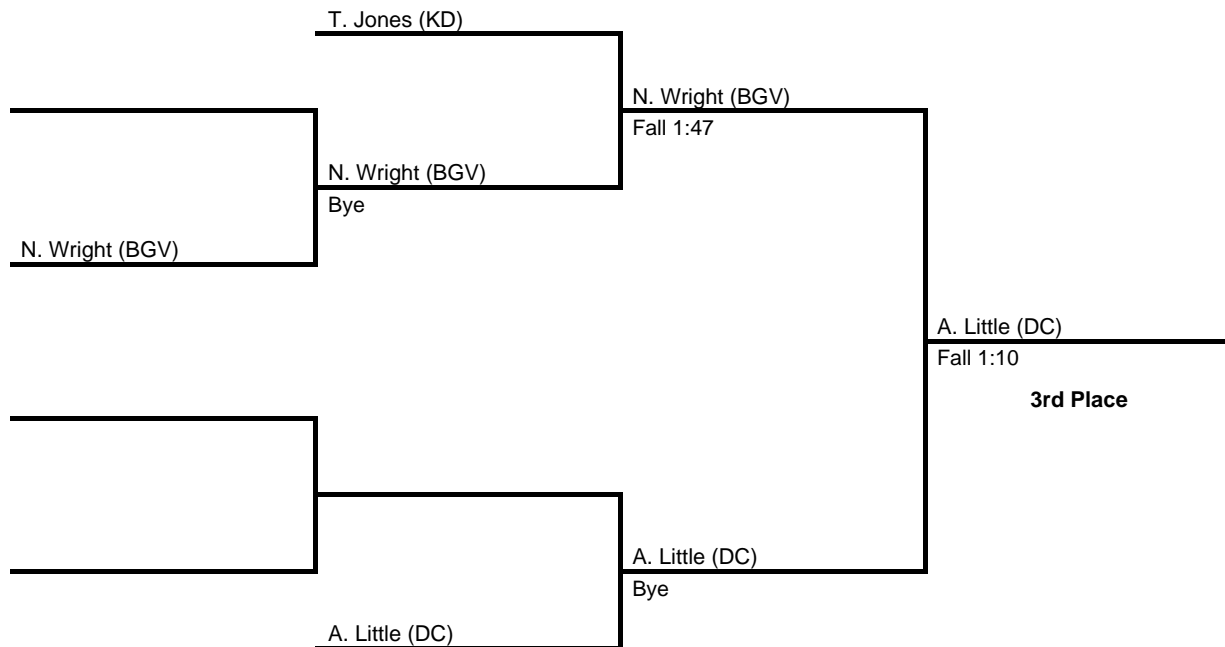 T. Jones (KD)
N. Wright (BGV)
Fall 1:47
N. Wright (BGV)
Bye
N. Wright (BGV)
A. Little (DC)
Fall 1:10
3rd Place
A. Little (DC)
Bye
A. Little (DC)